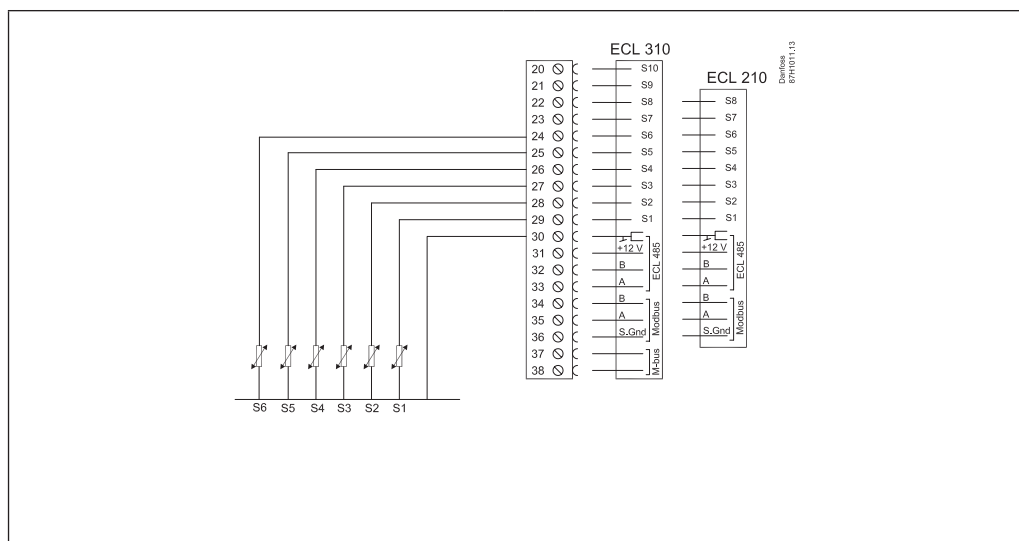 ECL 310
ECL 210
Danfoss
87H1011.13
20 S10
21 S9
22 S8 S8
23 S7 S7
24 S6 S6
25 S5 S5
26 S4 S4
27 S3 S3
28 S2 S2
29 S1 S1
30
31 +12 V +12 V
32 B B
33 A A
ECL 485 ECL 485
34 B B
35 A A
36 S.Gnd S.Gnd
Modbus Modbus
37
38
M-bus
S6 S5 S4 S3 S2 S1